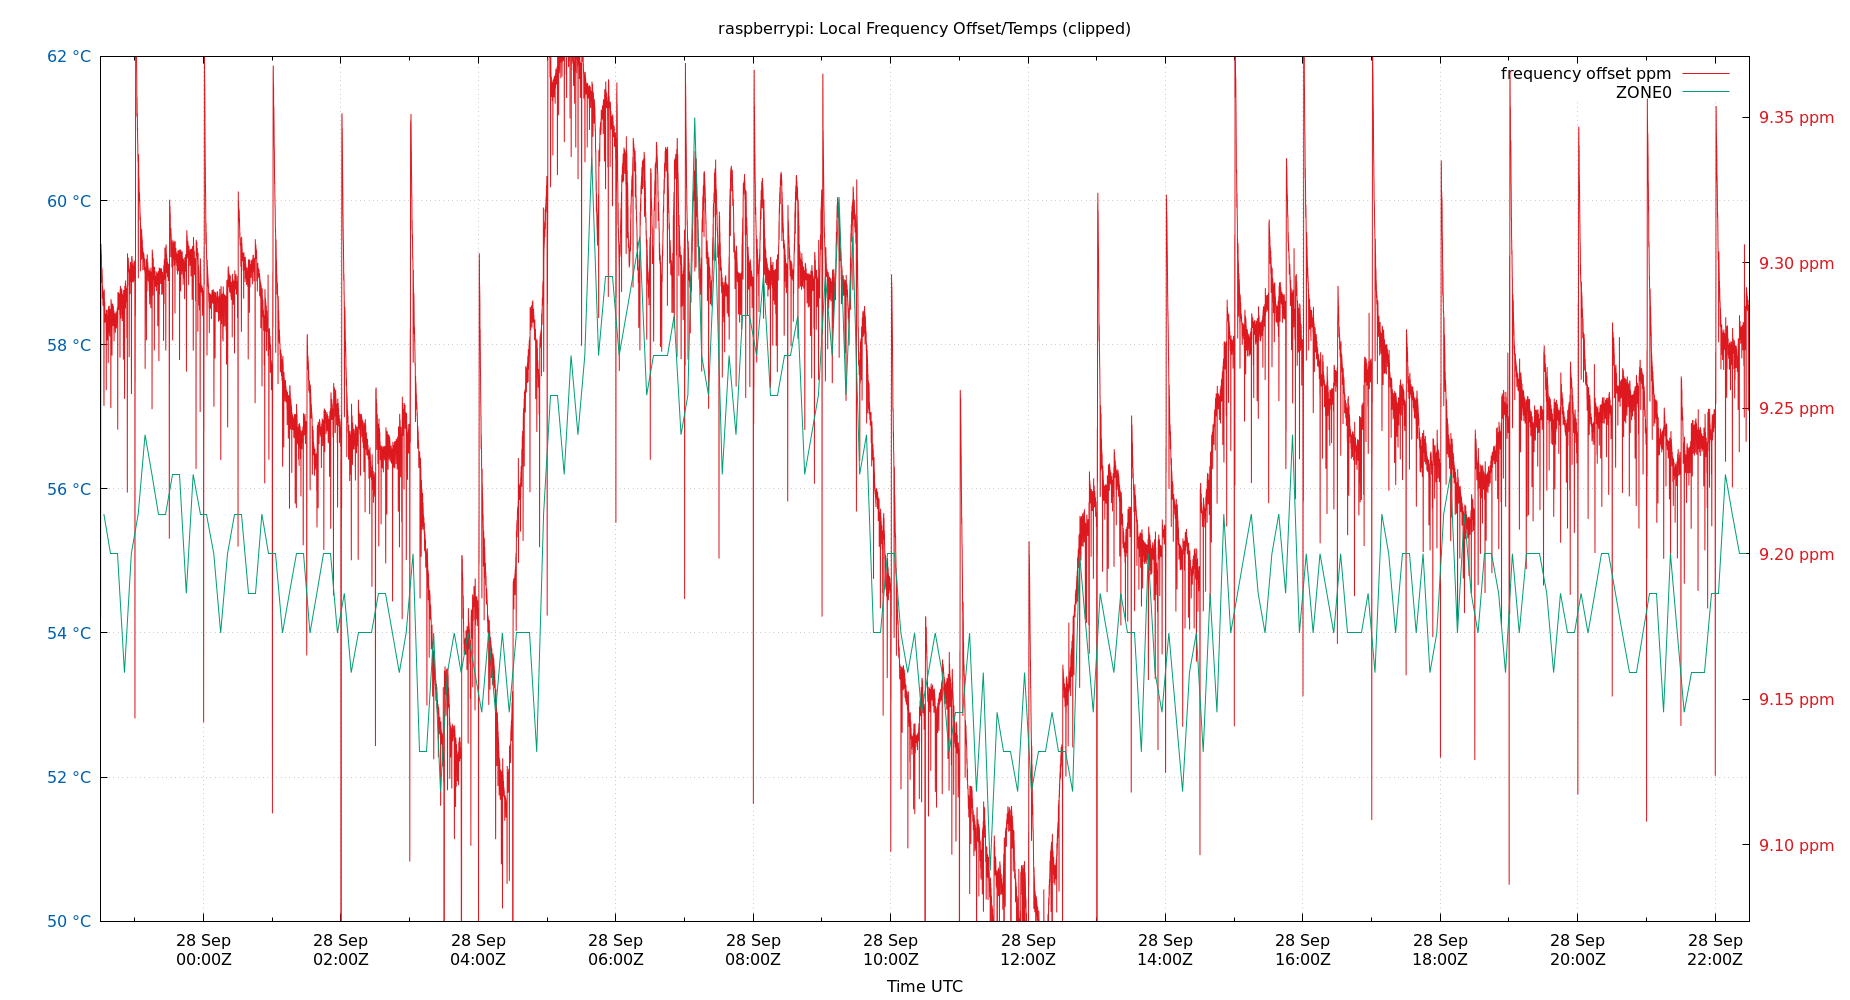 raspberrypi: Local Frequency Offset/Temps (clipped)
62 °C
60 °C
58 °C
56 °C
54 °C
52 °C
50 °C
frequency offset ppm
ZONE0
9.35 ppm
9.30 ppm
9.25 ppm
9.20 ppm
9.15 ppm
9.10 ppm
28 Sep 28 Sep 28 Sep 28 Sep 28 Sep 28 Sep 28 Sep 28 Sep 28 Sep 28 Sep 28 Sep 28 Sep
00:00Z 02:00Z 04:00Z 06:00Z 08:00Z 10:00Z 12:00Z 14:00Z 16:00Z 18:00Z 20:00Z 22:00Z
Time UTC